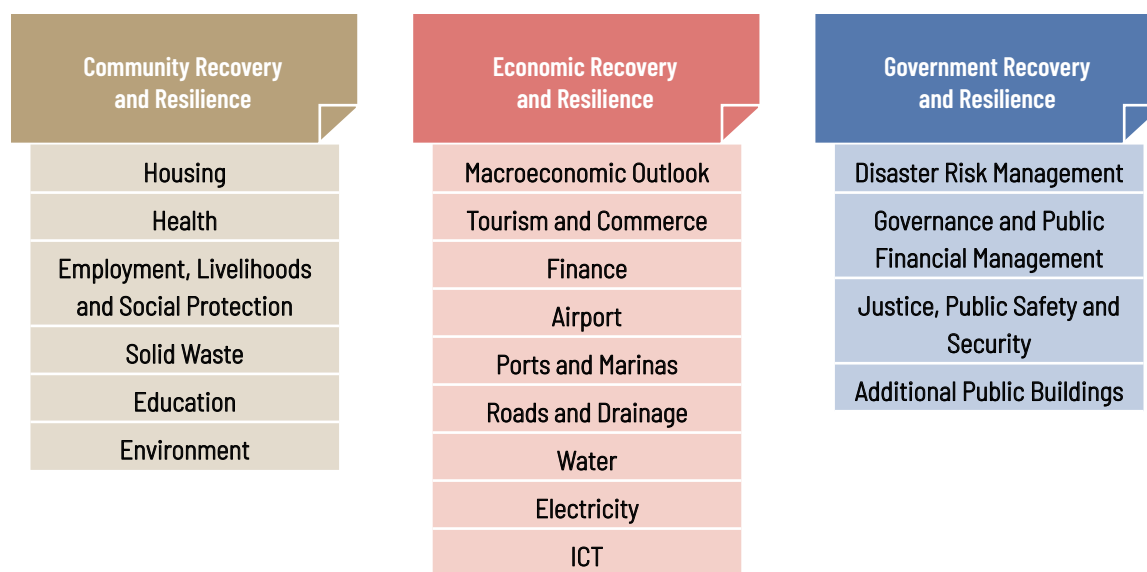 Community Recovery
and Resilience
Housing
Health
Employment, Livelihoods
and Social Protection
Solid Waste
Education
Environment
Economic Recovery
and Resilience
Macroeconomic Outlook
Tourism and Commerce
Finance
Airport
Ports and Marinas
Roads and Drainage
Water
Electricity
ICT
Government Recovery
and Resilience
Disaster Risk Management
Governance and Public
Financial Management
Justice, Public Safety and
Security
Additional Public Buildings